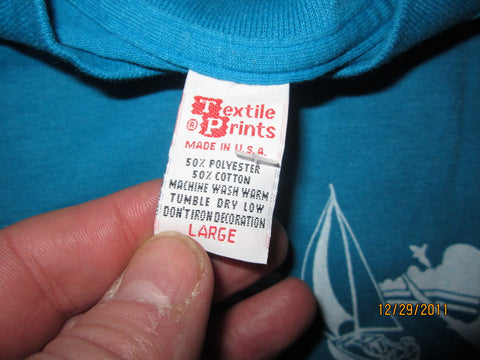 Textile
® Prints
MADE IN U.S.A.
50% POLYESTER
50% COTTON
MACHINE WASH WARM
TUMBLE DRY LOW
DON'T IRON DECORATION
LARGE
12/29/2011